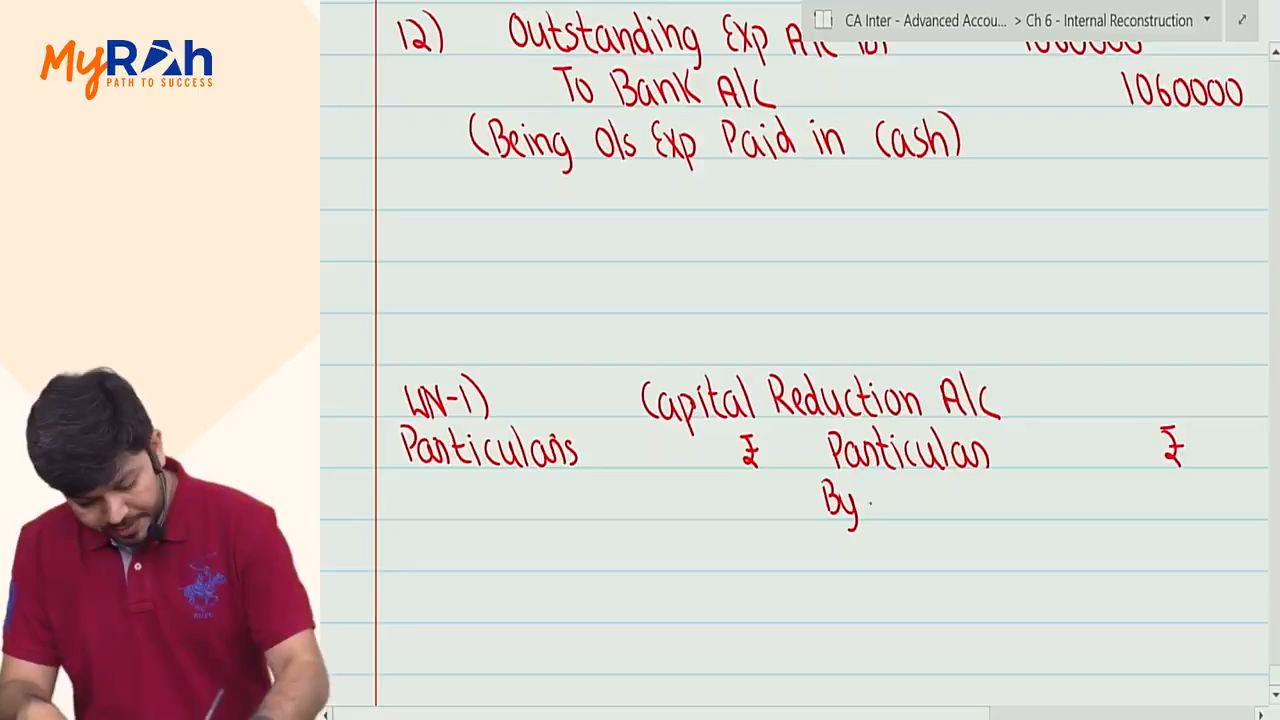 MyRAh
PATH TO SUCCESS
CA Inter - Advanced Accou... > Ch 6 - Internal Reconstruction
12) Outstanding Exp A/c
To Bank A/c 1060000
(Being O/s Exp Paid in Cash)
WN-1) Capital Reduction A/c
Particulars ₹ Particular ₹
By